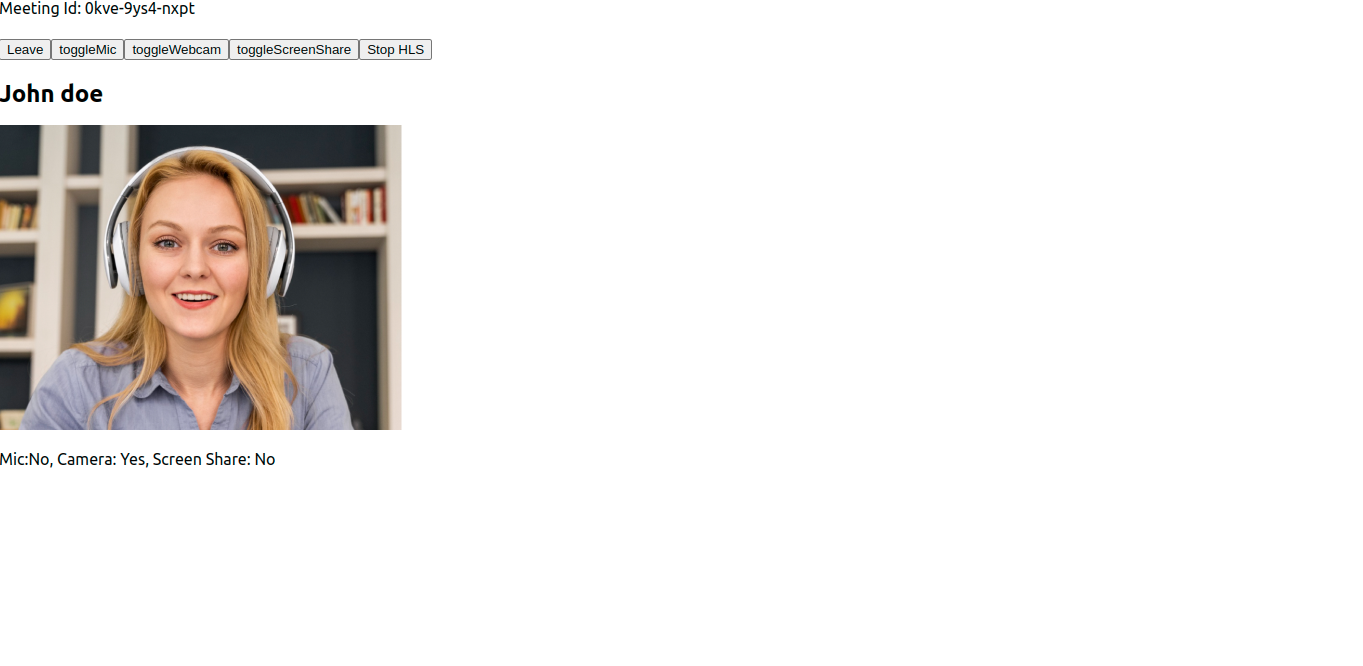 Meeting Id: 0kve-9ys4-nxpt
Leave toggleMic toggleWebcam toggleScreenShare Stop HLS
John doe
Mic:No, Camera: Yes, Screen Share: No